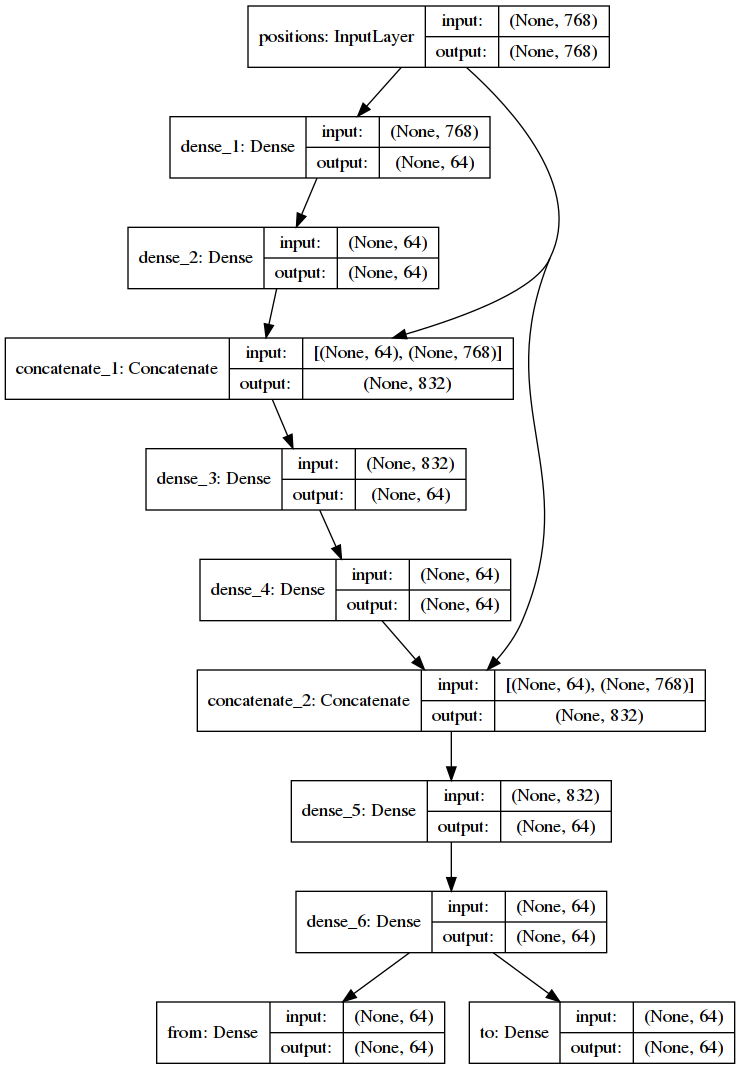 positions: InputLayer
input: (None, 768)
output: (None, 768)
dense_1: Dense
input: (None, 768)
output: (None, 64)
dense_2: Dense
input: (None, 64)
output: (None, 64)
concatenate_1: Concatenate
input: [(None, 64), (None, 768)]
output: (None, 832)
dense_3: Dense
input: (None, 832)
output: (None, 64)
dense_4: Dense
input: (None, 64)
output: (None, 64)
concatenate_2: Concatenate
input: [(None, 64), (None, 768)]
output: (None, 832)
dense_5: Dense
input: (None, 832)
output: (None, 64)
dense_6: Dense
input: (None, 64)
output: (None, 64)
from: Dense
input: (None, 64)
output: (None, 64)
to: Dense
input: (None, 64)
output: (None, 64)